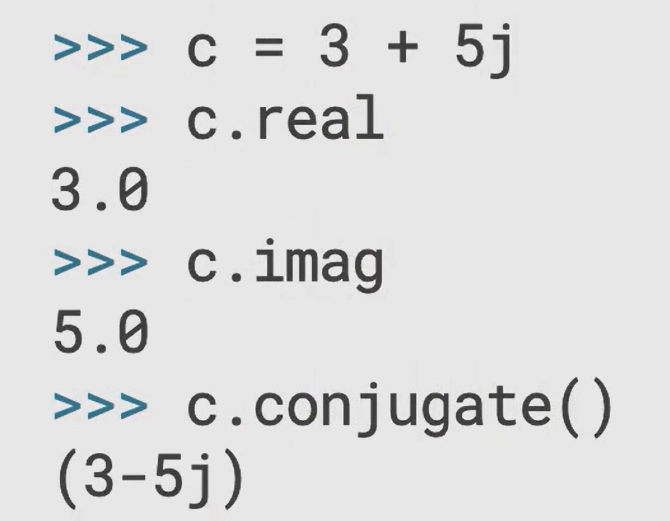 >>> c = 3 + 5j
>>> c.real
3.0
>>> c.imag
5.0
>>> c.conjugate()
(3-5j)